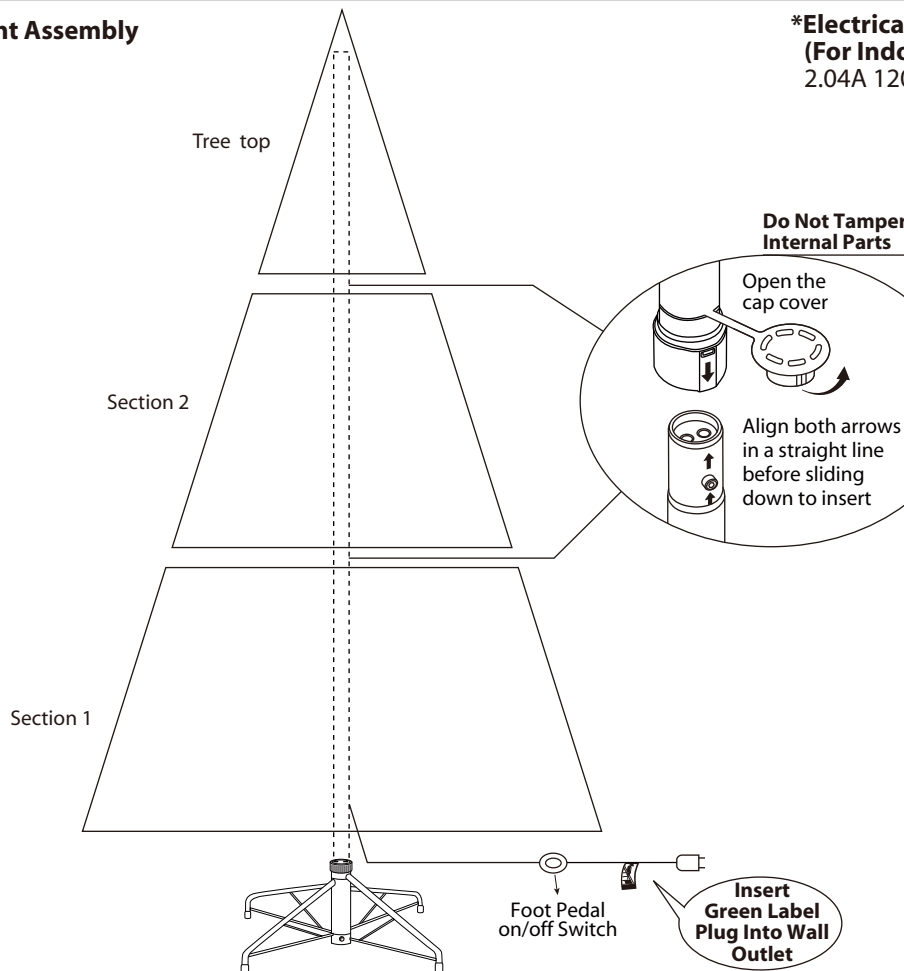 nt Assembly
*Electrica
(For Indo
2.04A 120
Tree top
Do Not Tamper
Internal Parts
Open the
cap cover
Section 2
Align both arrows
in a straight line
before sliding
down to insert
Section 1
Foot Pedal
on/off Switch
Insert
Green Label
Plug Into Wall
Outlet